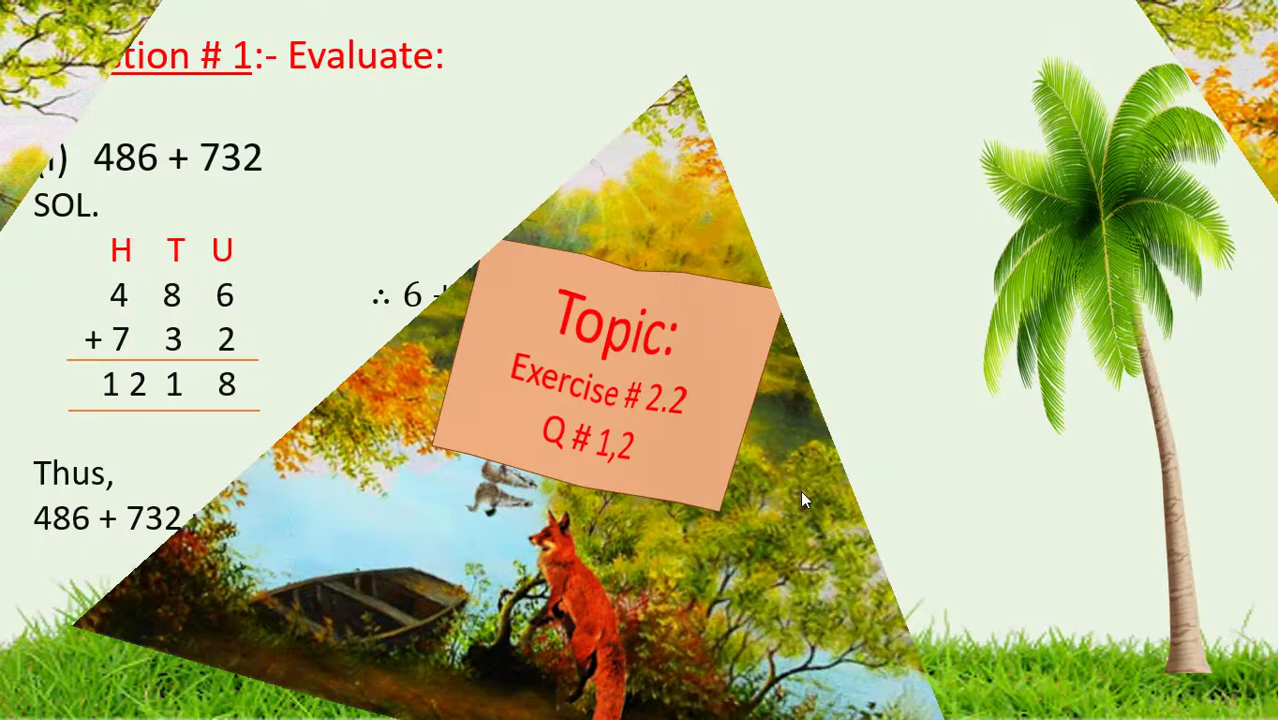 tion # 1:- Evaluate:
486 + 732
SOL.
H T U
4 8 6
+ 7 3 2
1 2 1 8
∴ 6 +
Thus,
486 + 732
Topic:
Exercise # 2.2
Q # 1,2